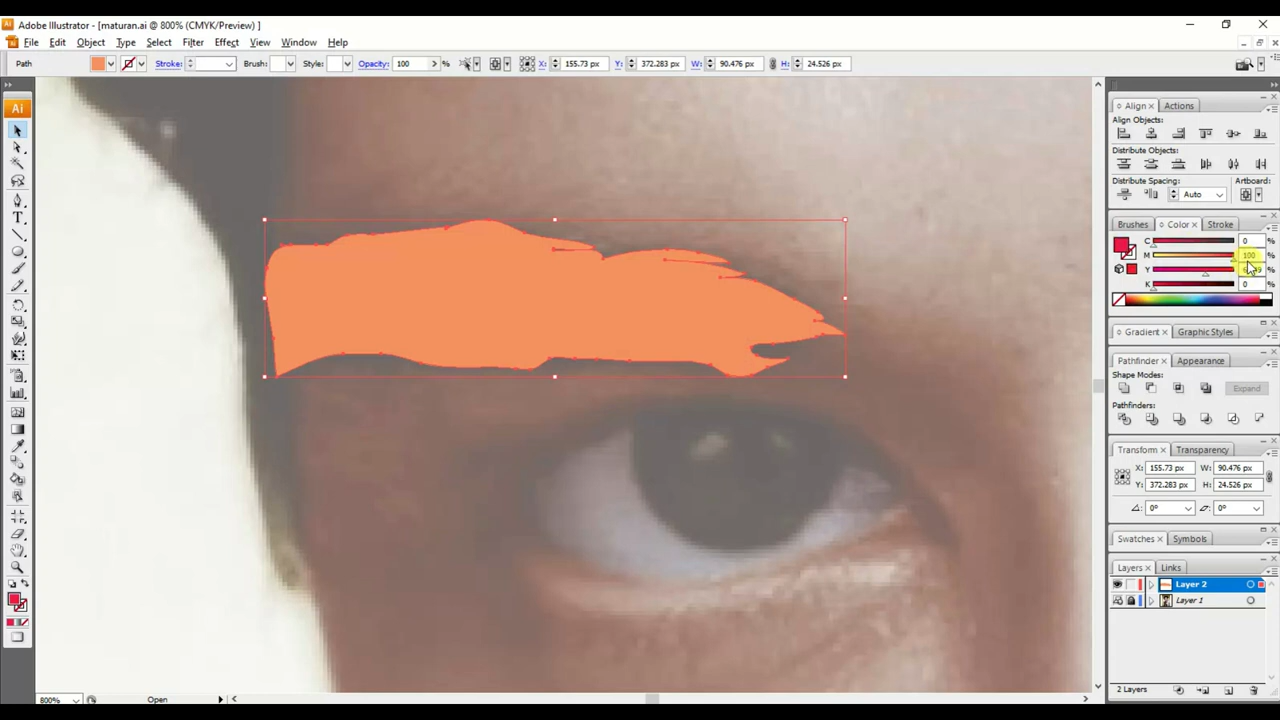 Adobe Illustrator - [maturan.ai @ 800% (CMYK/Preview) ]
File Edit Object Type Select Filter Effect View Window Help
Path Stroke: Brush: Style: Opacity: 100 % X: 155.73 px Y: 372.283 px W: 90.476 px H: 24.526 px
Ai
Align Actions
Align Objects:
Distribute Objects:
Distribute Spacing: Artboard:
Auto
Brushes Color Stroke
C 0 %
M 100 %
Y %
K 0 %
Gradient Graphic Styles
Pathfinder Appearance
Shape Modes:
Expand
Pathfinders:
Transform Transparency
X: 155.73 px W: 90.476 px
Y: 372.283 px H: 24.526 px
0° 0°
Swatches Symbols
Layers Links
Layer 2
Layer 1
2 Layers
800% Open